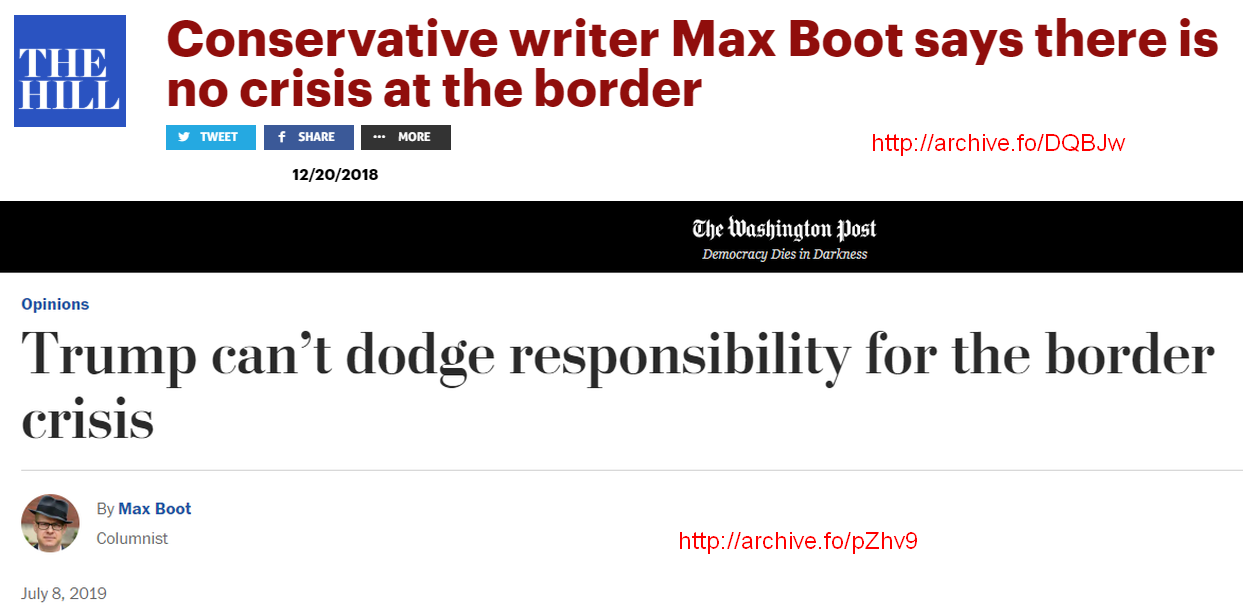 THE
HILL
Conservative writer Max Boot says there is
no crisis at the border
TWEET SHARE MORE
http://archive.fo/DQBJw
12/20/2018
The Washington Post
Democracy Dies in Darkness
Opinions
Trump can’t dodge responsibility for the border
crisis
By Max Boot
Columnist
http://archive.fo/pZhv9
July 8, 2019